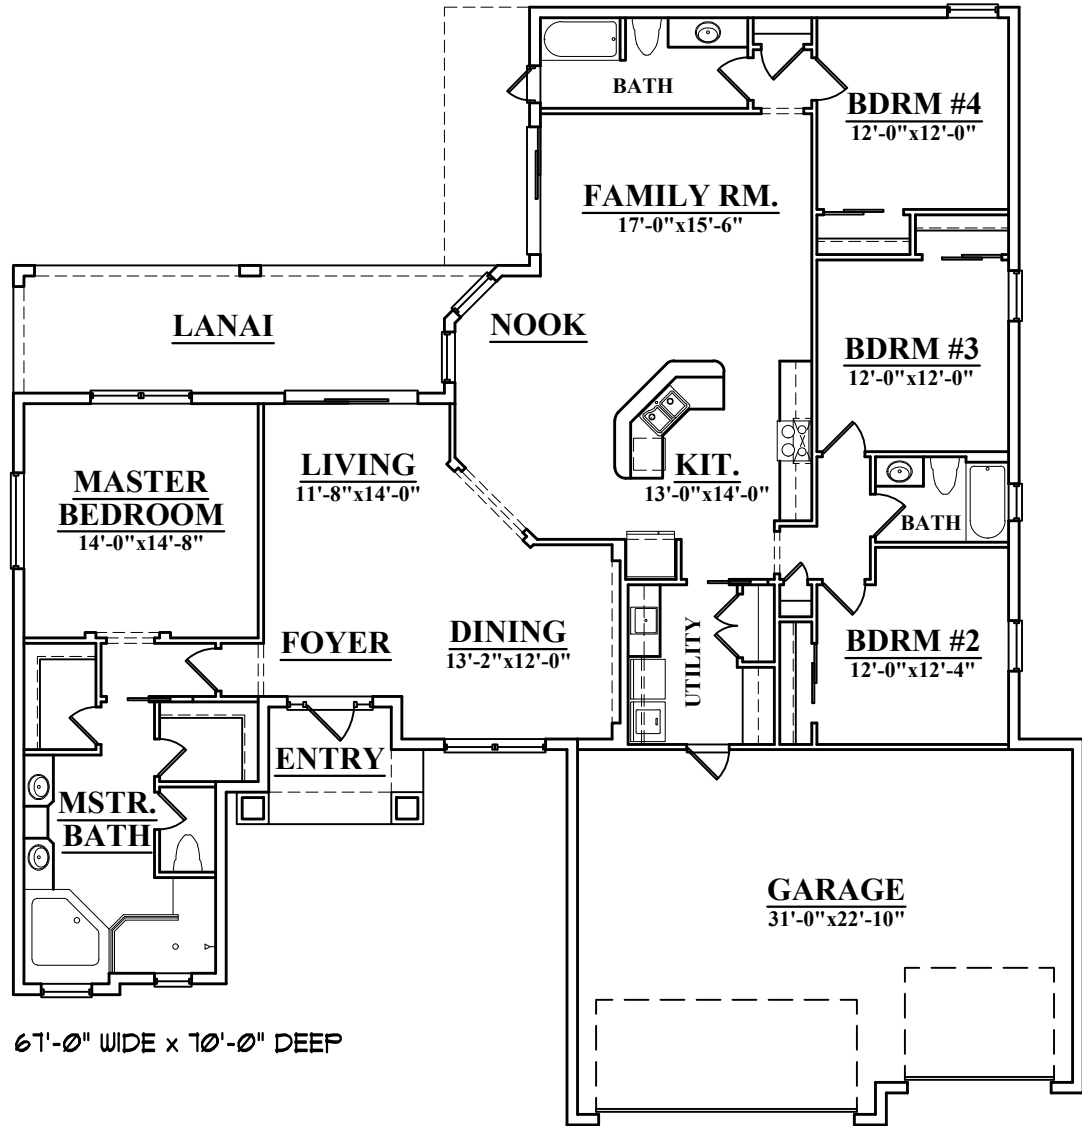 BATH
BDRM #4
12'-0"x12'-0"
FAMILY RM.
17'-0"x15'-6"
LANAI
NOOK
BDRM #3
12'-0"x12'-0"
MASTER
BEDROOM
14'-0"x14'-8"
LIVING
11'-8"x14'-0"
KIT.
13'-0"x14'-0"
BATH
FOYER
DINING
13'-2"x12'-0"
UTILITY
BDRM #2
12'-0"x12'-4"
ENTRY
MSTR.
BATH
GARAGE
31'-0"x22'-10"
67'-0" WIDE x 70'-0" DEEP